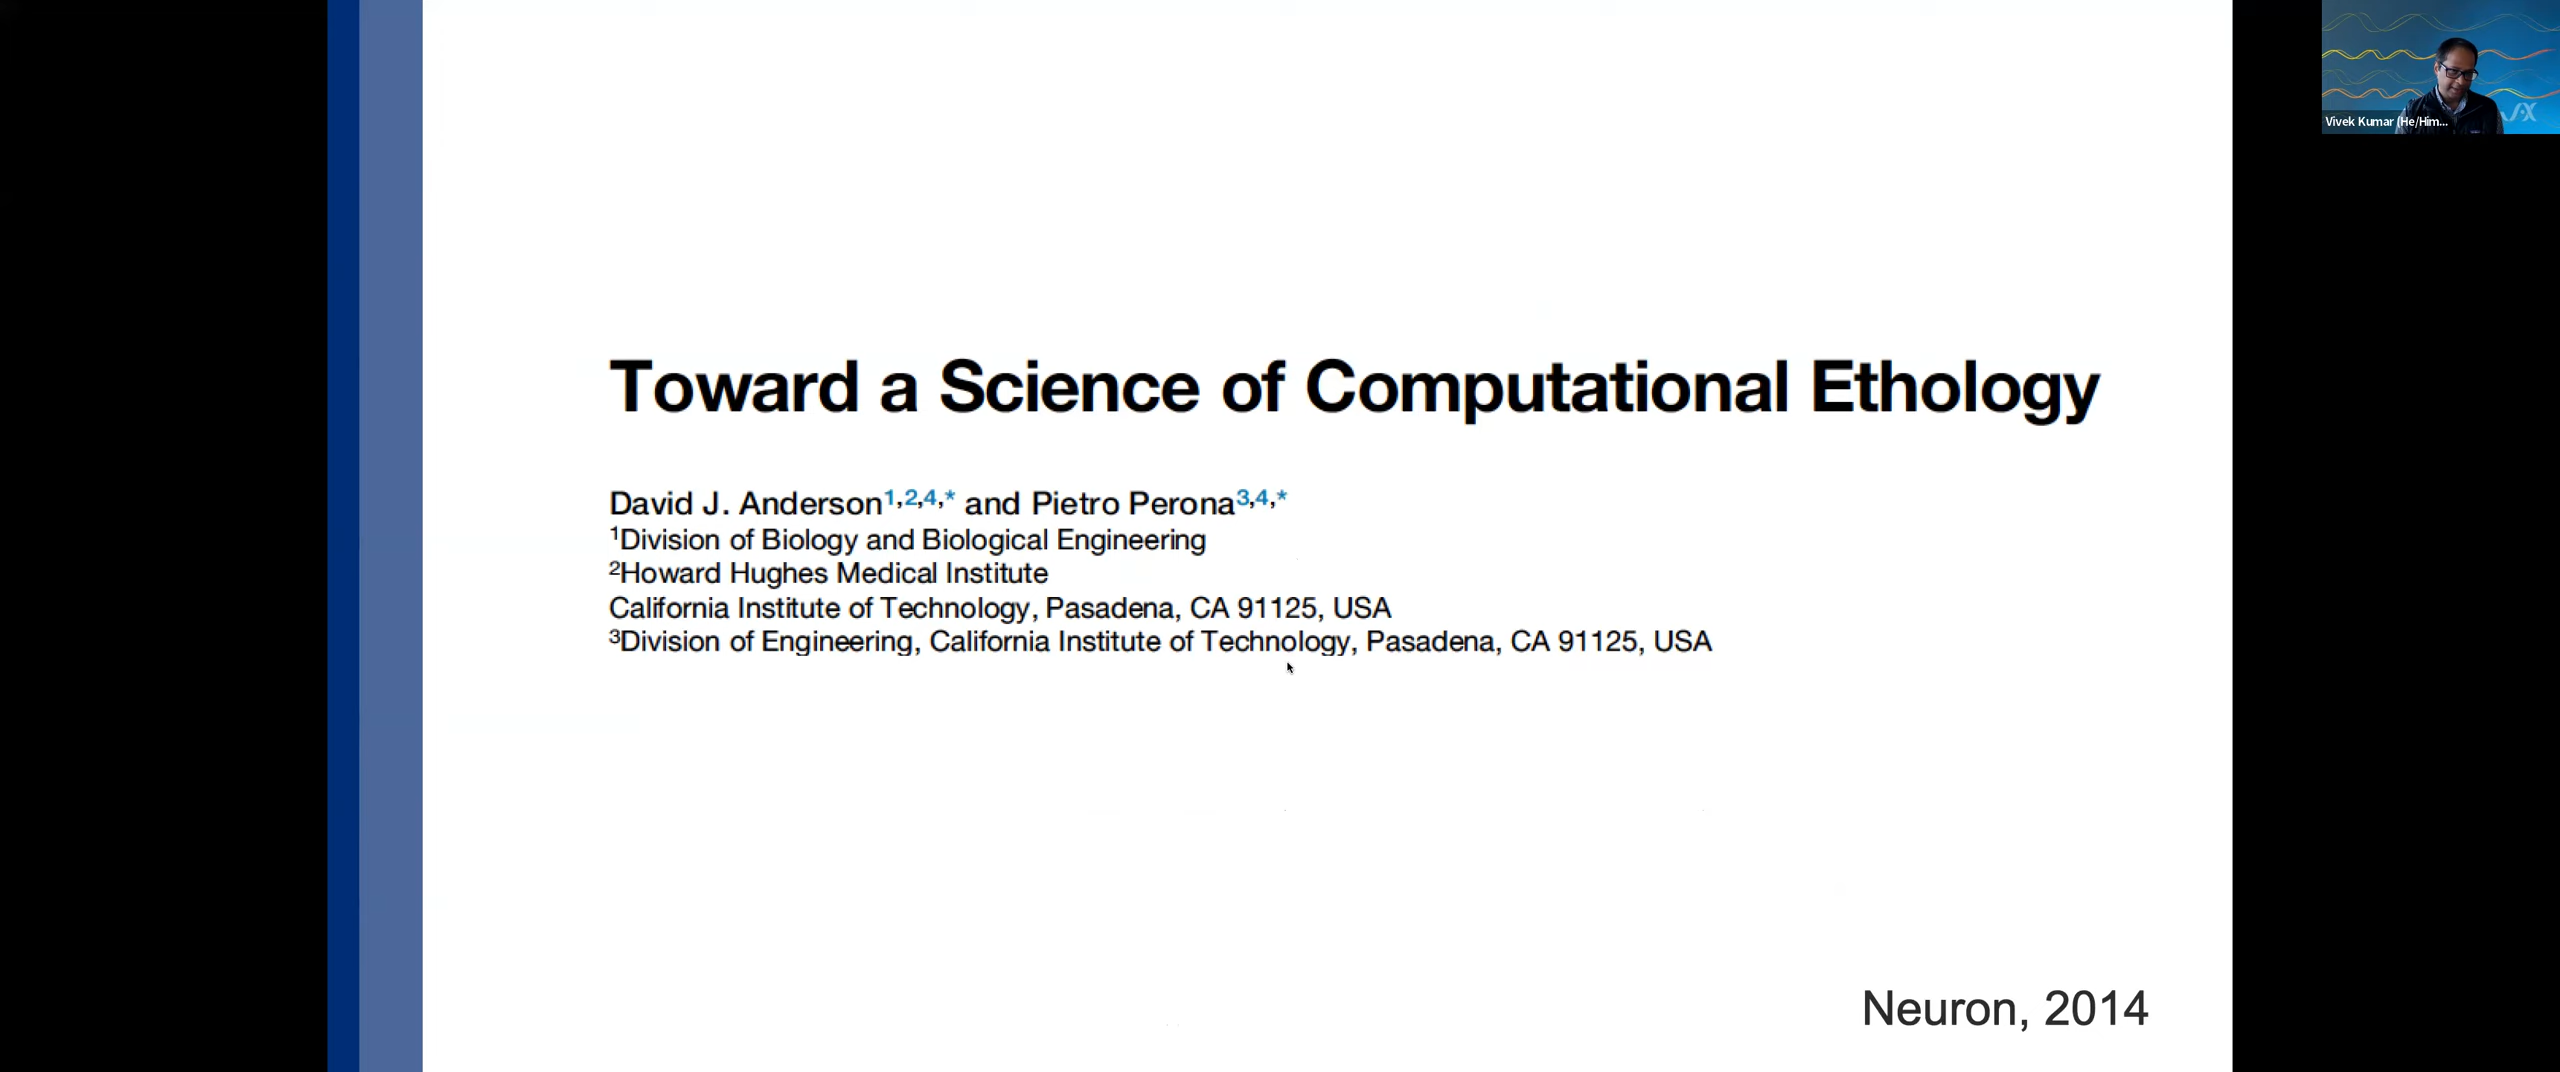 Toward a Science of Computational Ethology
David J. Anderson1,2,4,* and Pietro Perona3,4,*
1Division of Biology and Biological Engineering
2Howard Hughes Medical Institute
California Institute of Technology, Pasadena, CA 91125, USA
3Division of Engineering, California Institute of Technology, Pasadena, CA 91125, USA
Neuron, 2014
Vivek Kumar (He/Him...